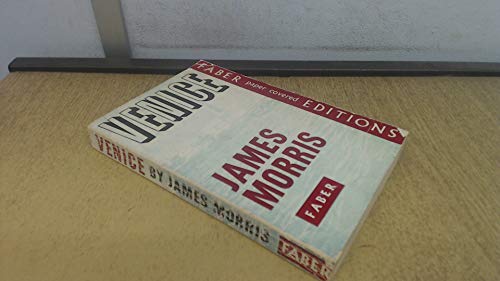 FABER paper covered EDITIONS
VENICE
JAMES
MORRIS
FABER
VENICE BY JAMES MORRIS FABER